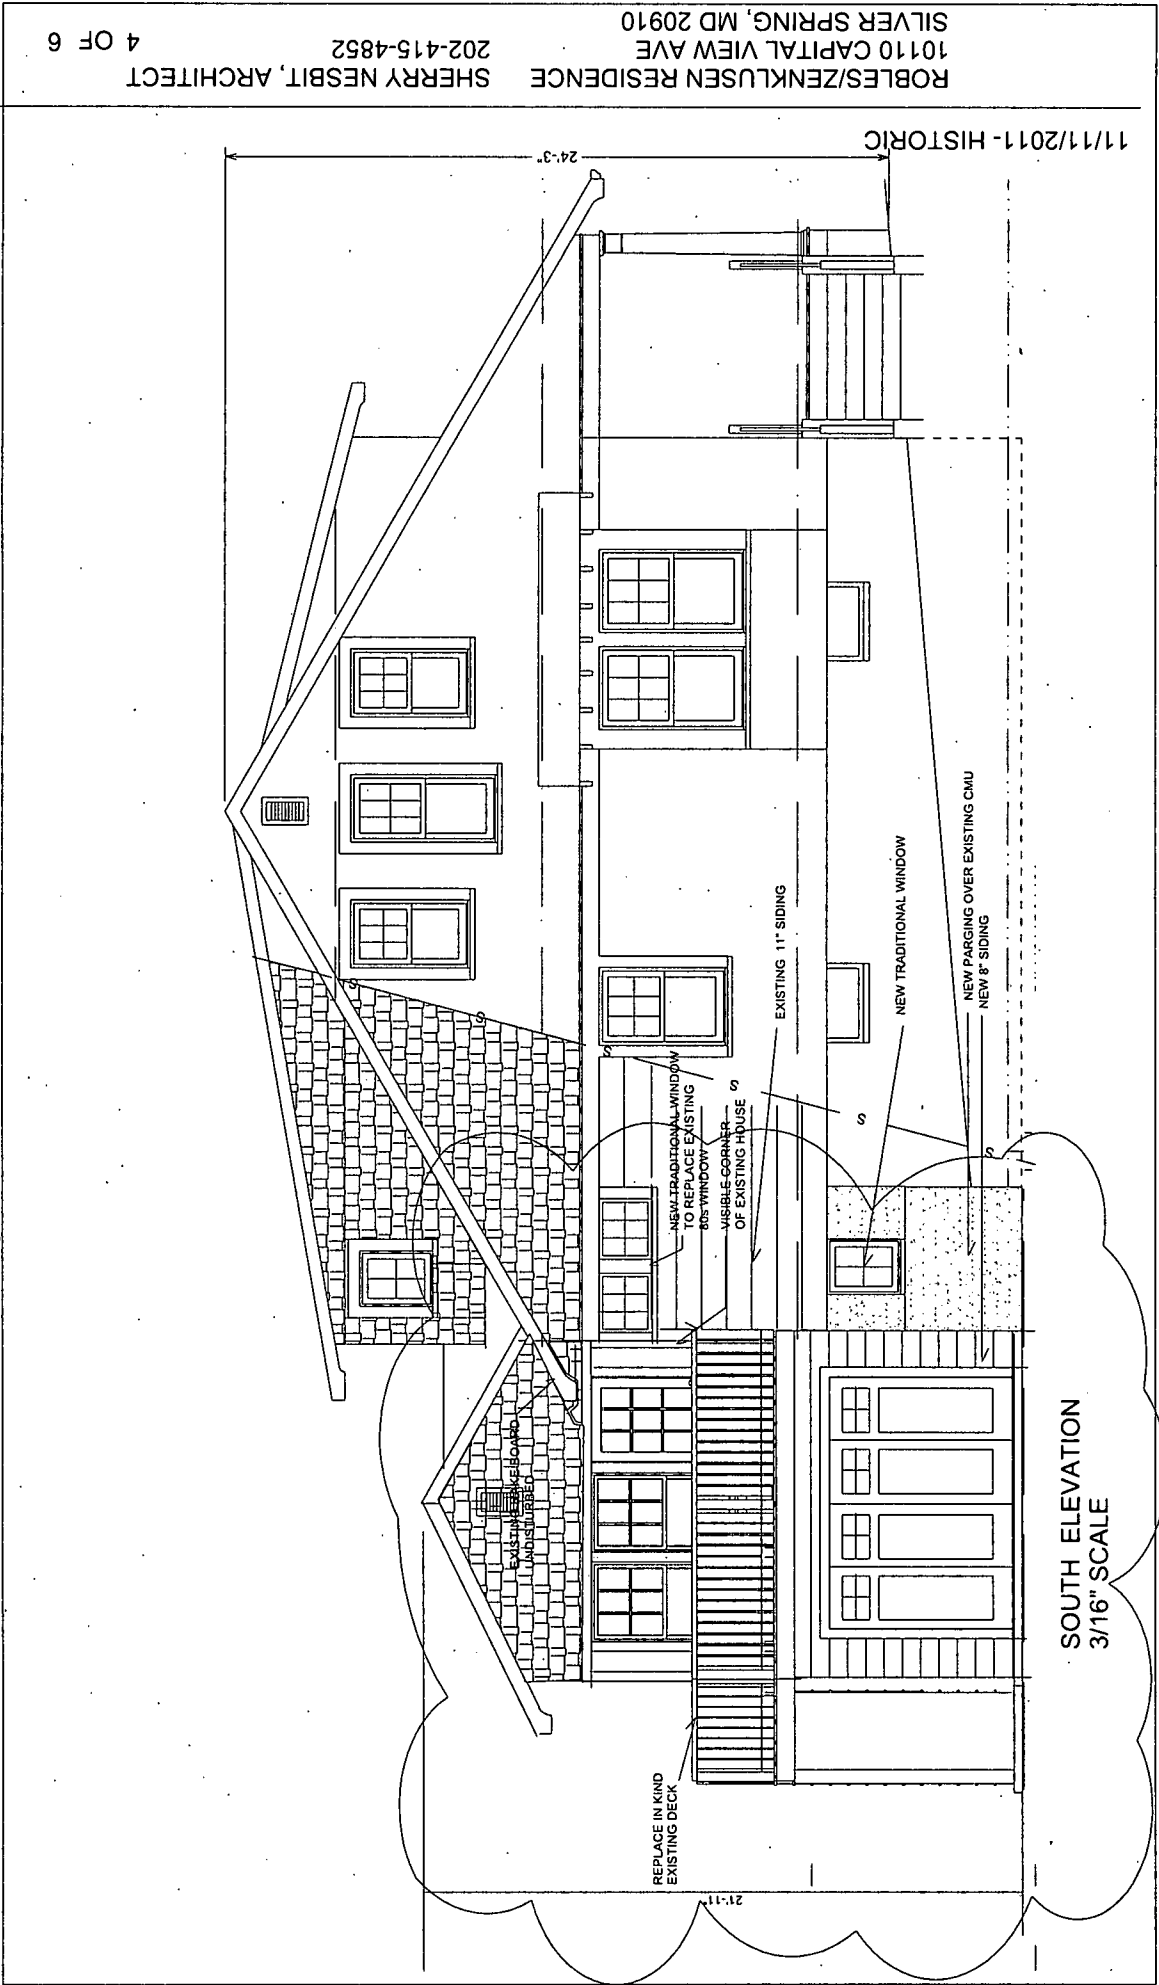 ROBLES/ZENKLUSEN RESIDENCE
10110 CAPITAL VIEW AVE
SILVER SPRING, MD 20910
SHERRY NESBIT, ARCHITECT
202-415-4852
4 OF 6
11/11/2011 - HISTORIC
24'-3"
EXISTING RAKE BOARD
UNDISTURBED
NEW TRADITIONAL WINDOW
TO REPLACE EXISTING
80s WINDOW
VISIBLE CORNER
OF EXISTING HOUSE
EXISTING 11" SIDING
NEW TRADITIONAL WINDOW
NEW PARGING OVER EXISTING CMU
NEW 8" SIDING
S
S
S
S
S
S
REPLACE IN KIND
EXISTING DECK
21'-11"
SOUTH ELEVATION
3/16" SCALE